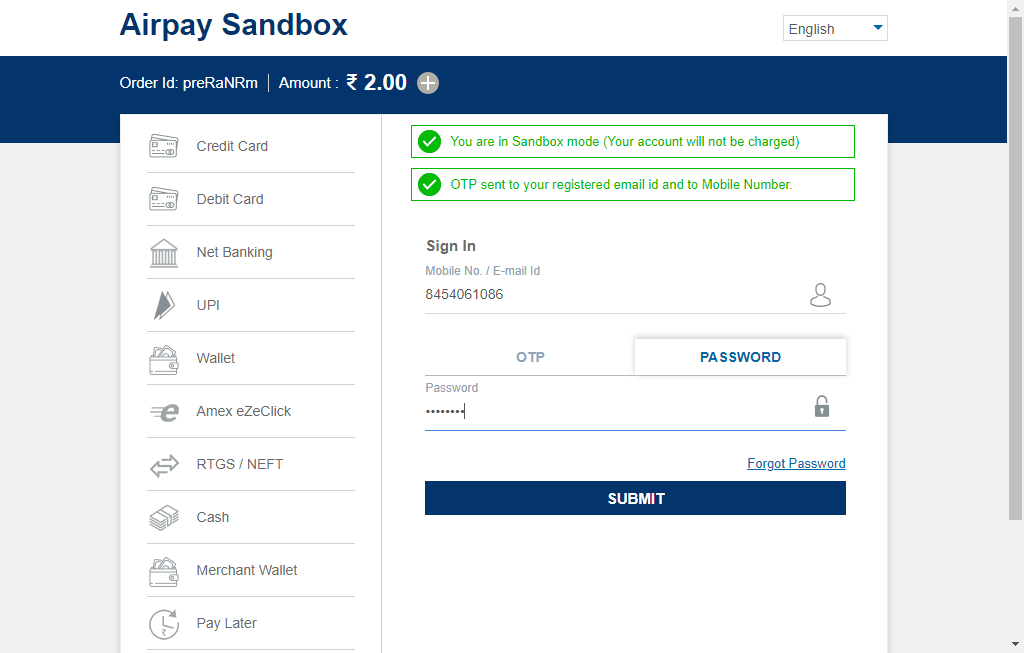 Airpay Sandbox
English
Order Id: preRaNRm | Amount : ₹ 2.00
Credit Card
Debit Card
Net Banking
UPI
Wallet
Amex eZeClick
RTGS / NEFT
Cash
Merchant Wallet
Pay Later
You are in Sandbox mode (Your account will not be charged)
OTP sent to your registered email id and to Mobile Number.
Sign In
Mobile No. / E-mail Id
8454061086
OTP PASSWORD
Password
••••••••
Forgot Password
SUBMIT